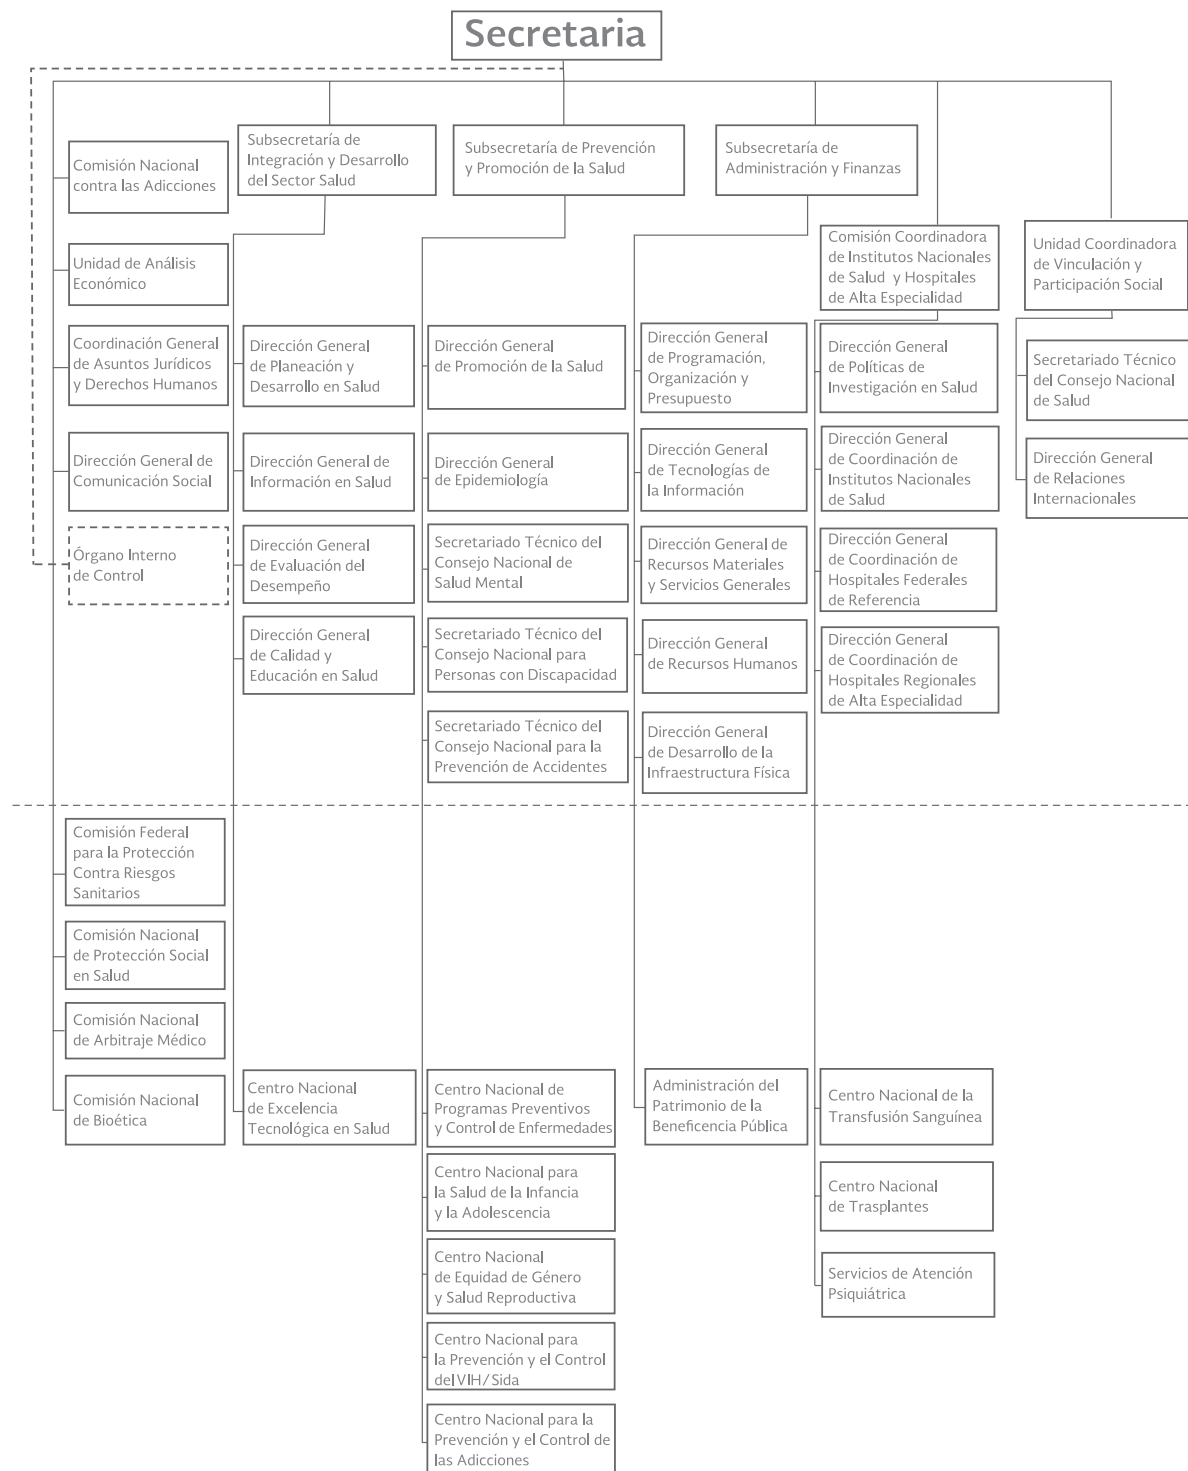 Secretaria
Comisión Nacional
contra las Adicciones
Subsecretaría de
Integración y Desarrollo
del Sector Salud
Subsecretaría de Prevención
y Promoción de la Salud
Subsecretaría de
Administración y Finanzas
Comisión Coordinadora
de Institutos Nacionales
de Salud y Hospitales
de Alta Especialidad
Unidad Coordinadora
de Vinculación y
Participación Social
Unidad de Análisis
Económico
Coordinación General
de Asuntos Jurídicos
y Derechos Humanos
Dirección General
de Planeación y
Desarrollo en Salud
Dirección General
de Promoción de la Salud
Dirección General
de Programación,
Organización y
Presupuesto
Dirección General
de Políticas de
Investigación en Salud
Secretariado Técnico
del Consejo Nacional
de Salud
Dirección General de
Comunicación Social
Dirección General de
Información en Salud
Dirección General
de Epidemiología
Dirección General
de Tecnologías de
la Información
Dirección General
de Coordinación de
Institutos Nacionales
de Salud
Dirección General
de Relaciones
Internacionales
Órgano Interno
de Control
Dirección General
de Evaluación del
Desempeño
Secretariado Técnico del
Consejo Nacional de
Salud Mental
Dirección General de
Recursos Materiales
y Servicios Generales
Dirección General
de Coordinación de
Hospitales Federales
de Referencia
Dirección General
de Calidad y
Educación en Salud
Secretariado Técnico del
Consejo Nacional para
Personas con Discapacidad
Dirección General
de Recursos Humanos
Dirección General
de Coordinación de
Hospitales Regionales
de Alta Especialidad
Secretariado Técnico del
Consejo Nacional para la
Prevención de Accidentes
Dirección General
de Desarrollo de la
Infraestructura Física
Comisión Federal
para la Protección
Contra Riesgos
Sanitarios
Comisión Nacional
de Protección Social
en Salud
Comisión Nacional
de Arbitraje Médico
Comisión Nacional
de Bioética
Centro Nacional
de Excelencia
Tecnológica en Salud
Centro Nacional de
Programas Preventivos
y Control de Enfermedades
Administración del
Patrimonio de la
Beneficencia Pública
Centro Nacional de la
Transfusión Sanguínea
Centro Nacional para
la Salud de la Infancia
y la Adolescencia
Centro Nacional
de Trasplantes
Centro Nacional
de Equidad de Género
y Salud Reproductiva
Servicios de Atención
Psiquiátrica
Centro Nacional para
la Prevención y el Control
del VIH/Sida
Centro Nacional para la
Prevención y el Control de
las Adicciones